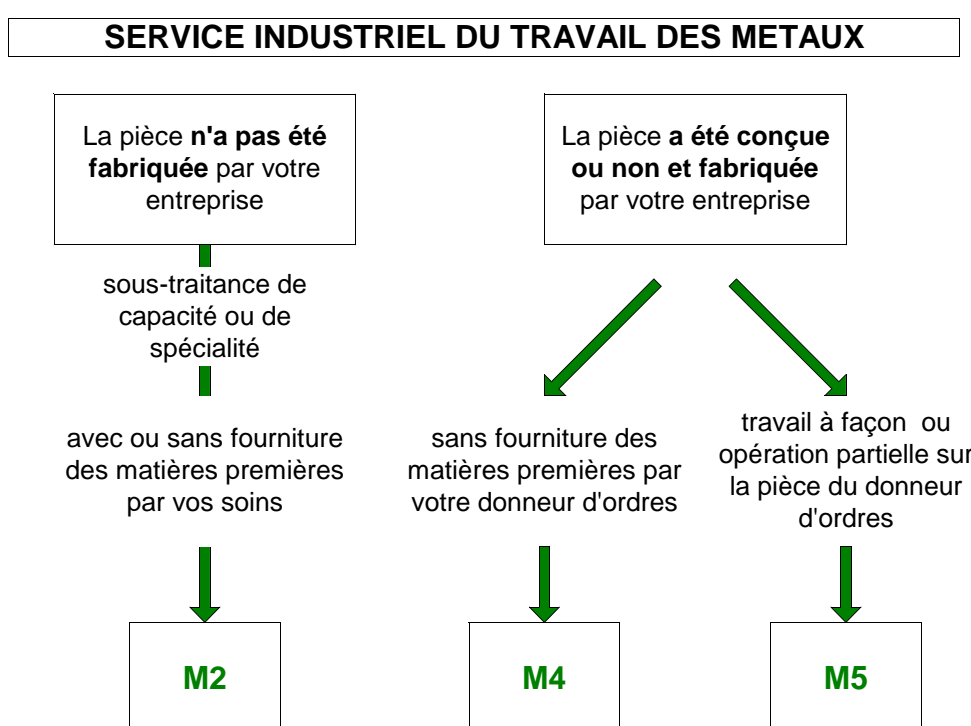 SERVICE INDUSTRIEL DU TRAVAIL DES METAUX
La pièce n'a pas été
fabriquée par votre
entreprise
La pièce a été conçue
ou non et fabriquée
par votre entreprise
sous-traitance de
capacité ou de
spécialité
avec ou sans fourniture
des matières premières
par vos soins
sans fourniture des
matières premières par
votre donneur d'ordres
travail à façon ou
opération partielle sur
la pièce du donneur
d'ordres
M2
M4
M5